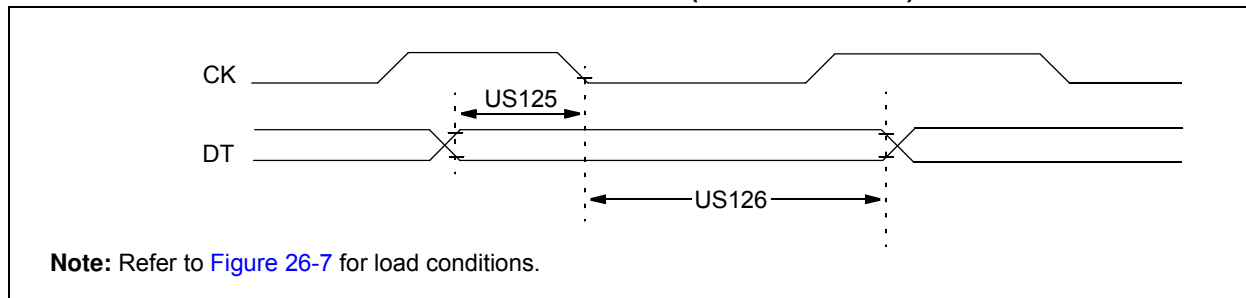 CK
US125
DT
US126
Note: Refer to Figure 26-7 for load conditions.